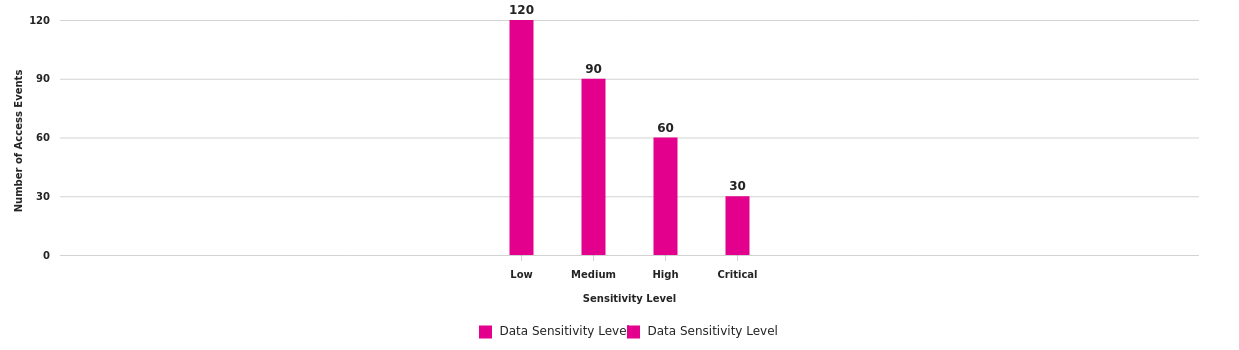 120
120
90
90
60
60
30
30
0
Number of Access Events
Low Medium High Critical
Sensitivity Level
Data Sensitivity Leve Data Sensitivity Level